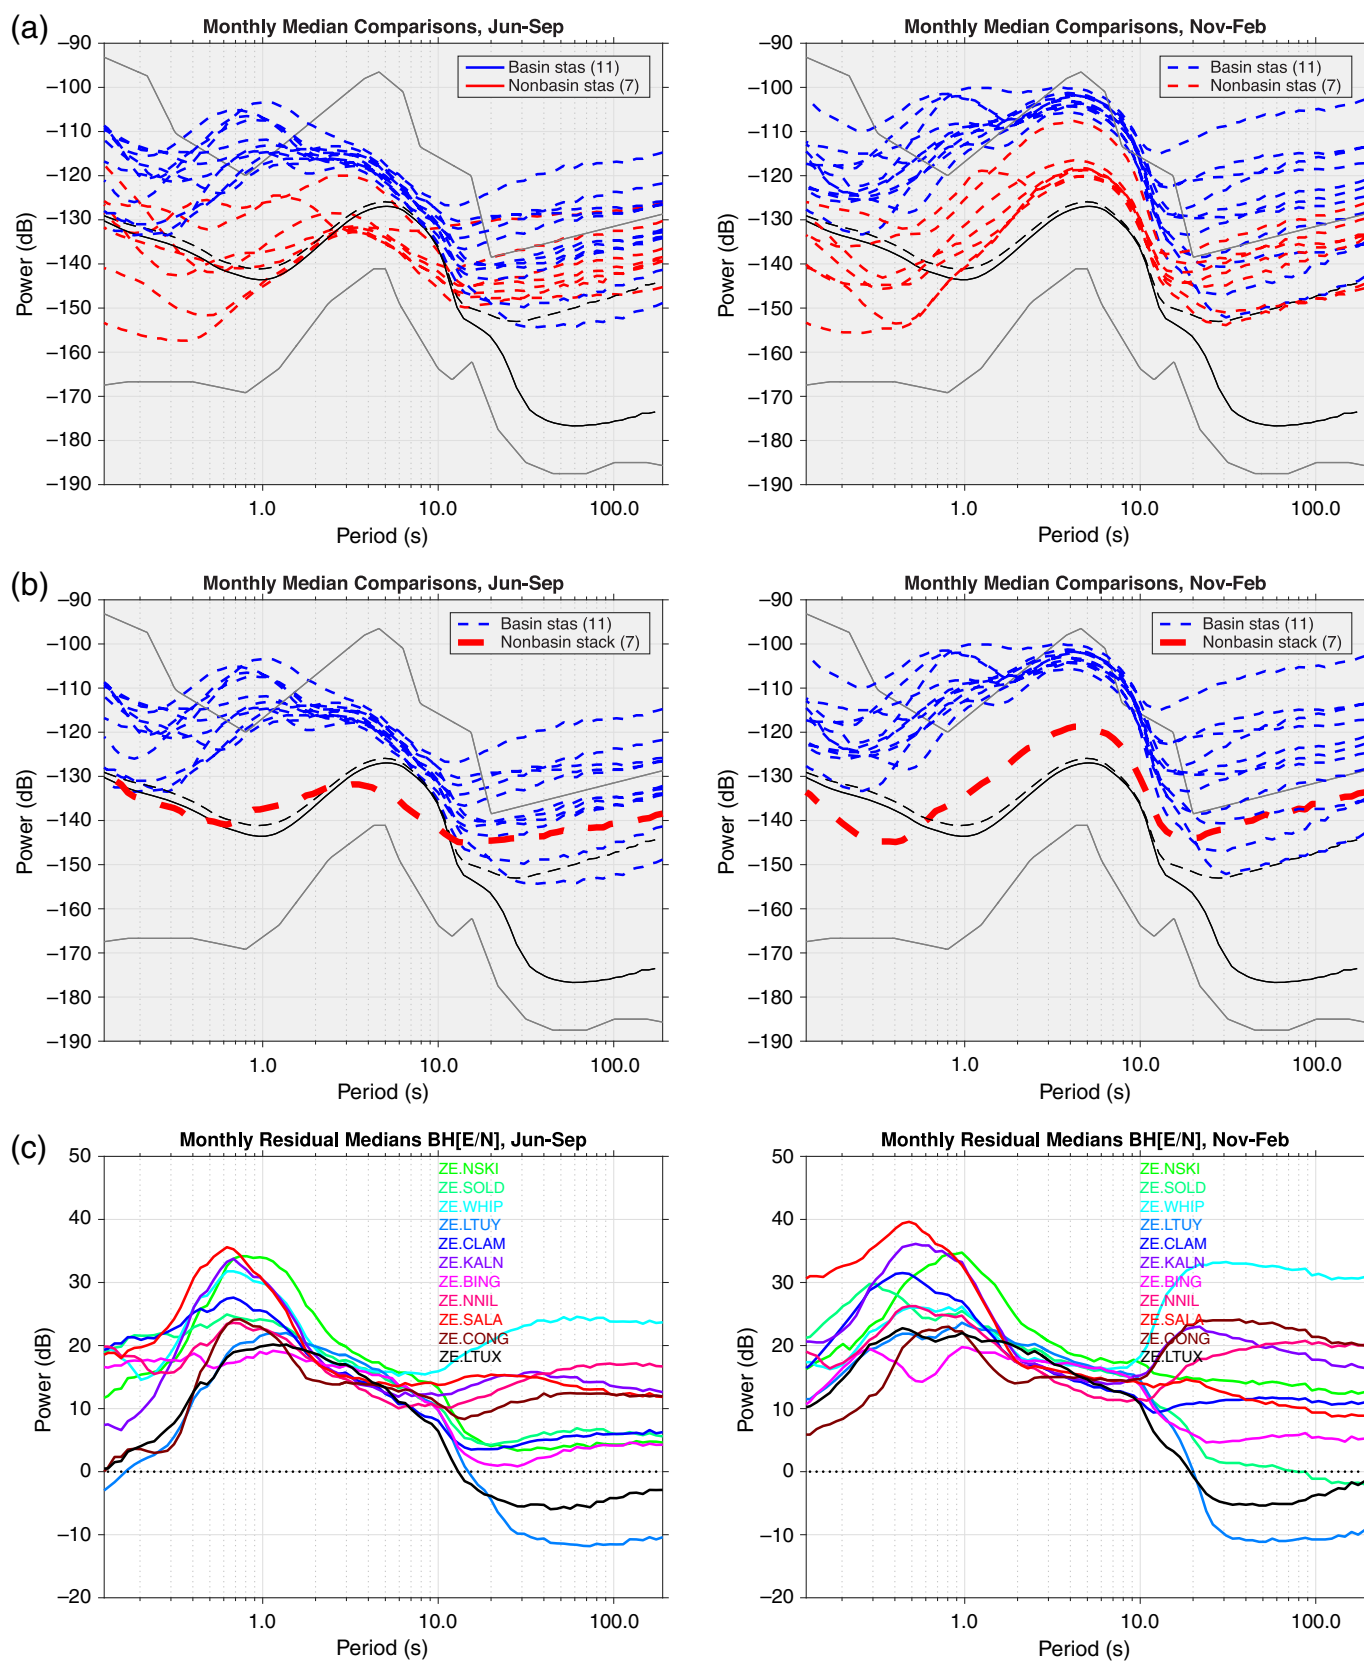 (a)
Monthly Median Comparisons, Jun-Sep
−90
−100
−110
−120
−130
−140
−150
−160
−170
−180
−190
Power (dB)
Basin stas (11)
Nonbasin stas (7)
1.0
10.0
100.0
Period (s)
Monthly Median Comparisons, Nov-Feb
−90
−100
−110
−120
−130
−140
−150
−160
−170
−180
−190
Power (dB)
Basin stas (11)
Nonbasin stas (7)
1.0
10.0
100.0
Period (s)
(b)
Monthly Median Comparisons, Jun-Sep
−90
−100
−110
−120
−130
−140
−150
−160
−170
−180
−190
Power (dB)
Basin stas (11)
Nonbasin stack (7)
1.0
10.0
100.0
Period (s)
Monthly Median Comparisons, Nov-Feb
−90
−100
−110
−120
−130
−140
−150
−160
−170
−180
−190
Power (dB)
Basin stas (11)
Nonbasin stack (7)
1.0
10.0
100.0
Period (s)
(c)
Monthly Residual Medians BH[E/N], Jun-Sep
50
40
30
20
10
0
−10
−20
Power (dB)
ZE.NSKI
ZE.SOLD
ZE.WHIP
ZE.LTUY
ZE.CLAM
ZE.KALN
ZE.BING
ZE.NNIL
ZE.SALA
ZE.CONG
ZE.LTUX
1.0
10.0
100.0
Period (s)
Monthly Residual Medians BH[E/N], Nov-Feb
50
40
30
20
10
0
−10
−20
Power (dB)
ZE.NSKI
ZE.SOLD
ZE.WHIP
ZE.LTUY
ZE.CLAM
ZE.KALN
ZE.BING
ZE.NNIL
ZE.SALA
ZE.CONG
ZE.LTUX
1.0
10.0
100.0
Period (s)